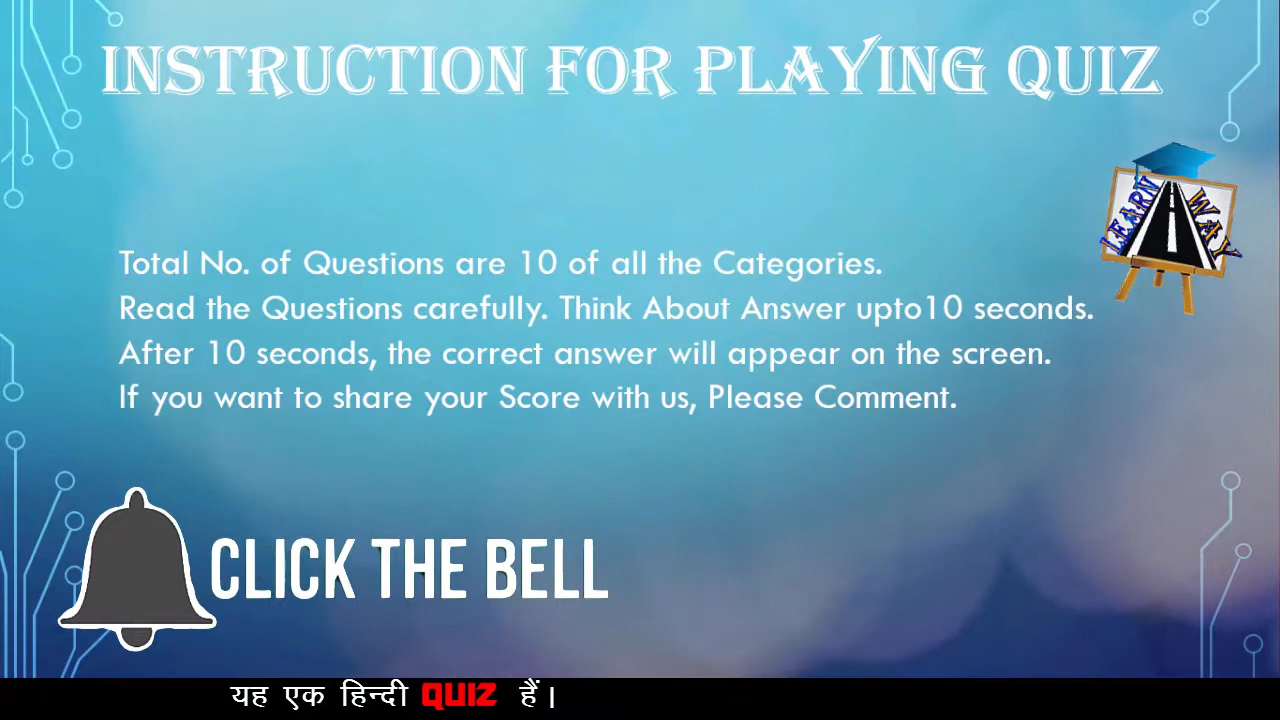 INSTRUCTION FOR PLAYING QUIZ
LEARN WAY
Total No. of Questions are 10 of all the Categories.
Read the Questions carefully. Think About Answer upto10 seconds.
After 10 seconds, the correct answer will appear on the screen.
If you want to share your Score with us, Please Comment.
CLICK THE BELL
यह एक हिन्दी QUIZ हैं।